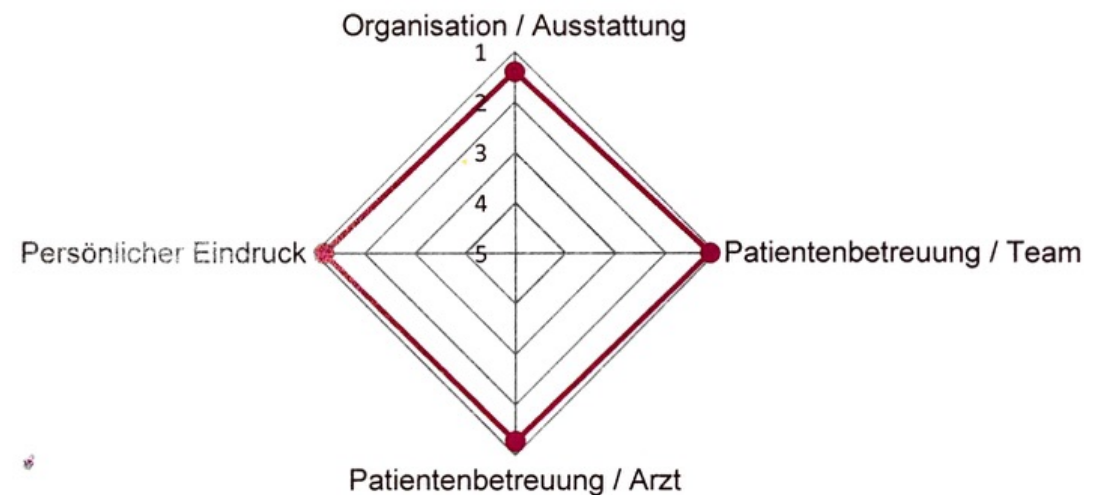 Organisation / Ausstattung
1
2
3
4
Persönlicher Eindruck
5
Patientenbetreuung / Team
Patientenbetreuung / Arzt